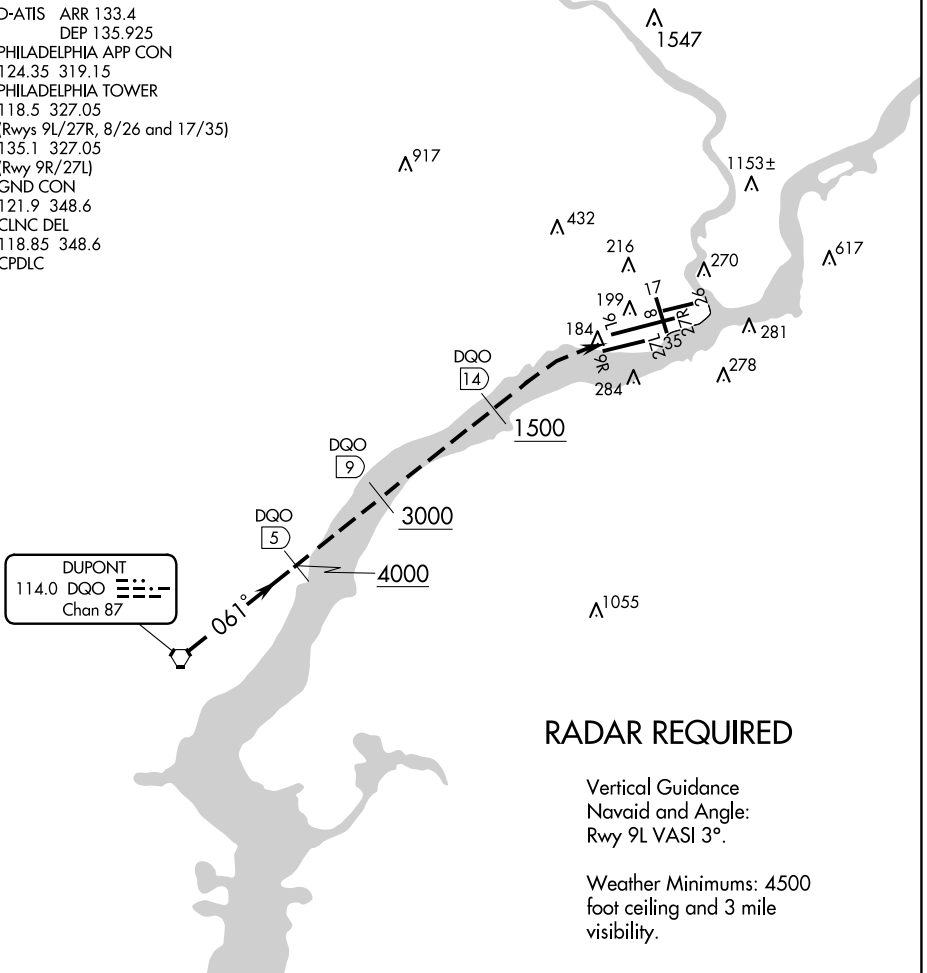 D-ATIS ARR 133.4
DEP 135.925
PHILADELPHIA APP CON
124.35 319.15
PHILADELPHIA TOWER
118.5 327.05
(Rwys 9L/27R, 8/26 and 17/35)
135.1 327.05
(Rwy 9R/27L)
GND CON
121.9 348.6
CLNC DEL
118.85 348.6
CPDLC
1547
917
1153±
432
216
270
617
199
17
8
26
9L
27R
184
281
35
27L
9R
284
278
DQO
14
1500
DQO
9
3000
DQO
5
4000
DUPONT
114.0 DQO
Chan 87
061°
1055
RADAR REQUIRED
Vertical Guidance
Navaid and Angle:
Rwy 9L VASI 3°.
Weather Minimums: 4500
foot ceiling and 3 mile
visibility.